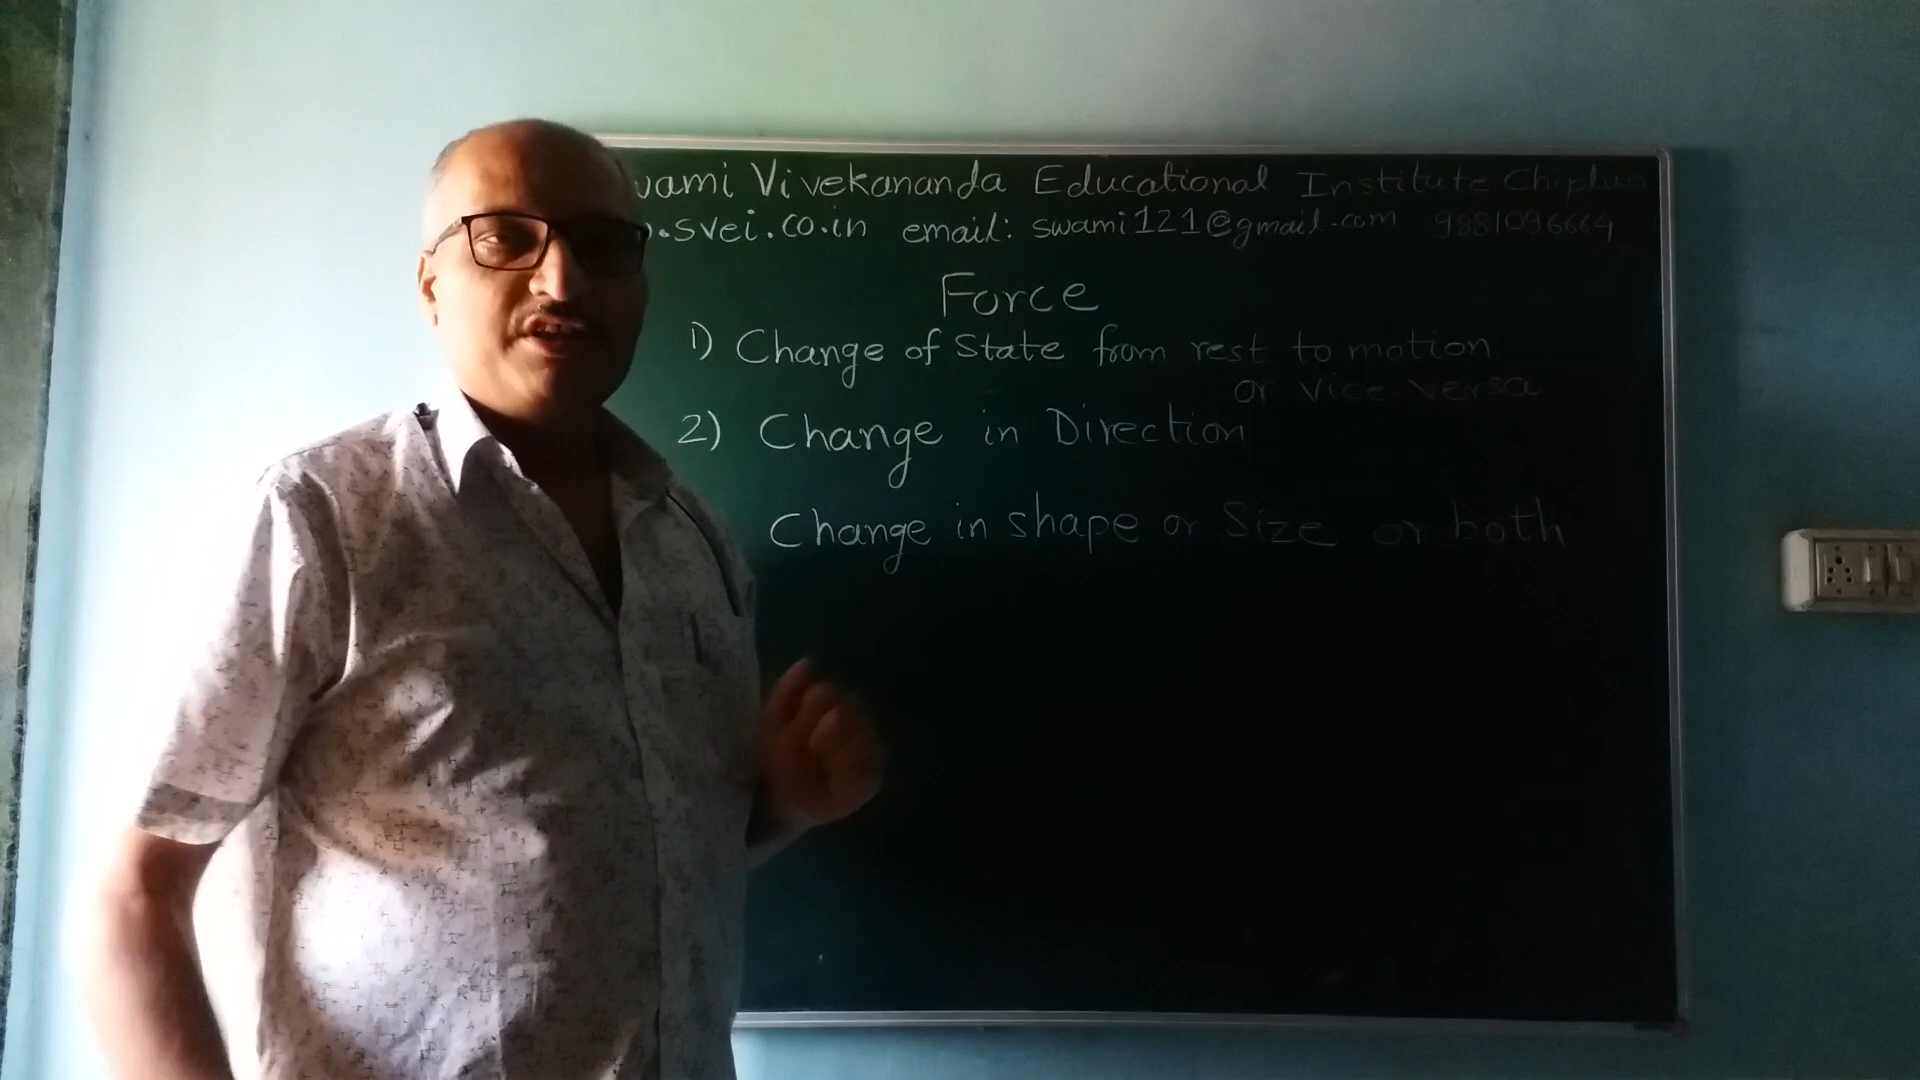 wami Vivekananda Educational Institute Chiplun
.svei.co.in email: swami121@gmail.com 9881096664
Force
1) Change of State from rest to motion
or vice-versa
2) Change in Direction
Change in shape or Size or both